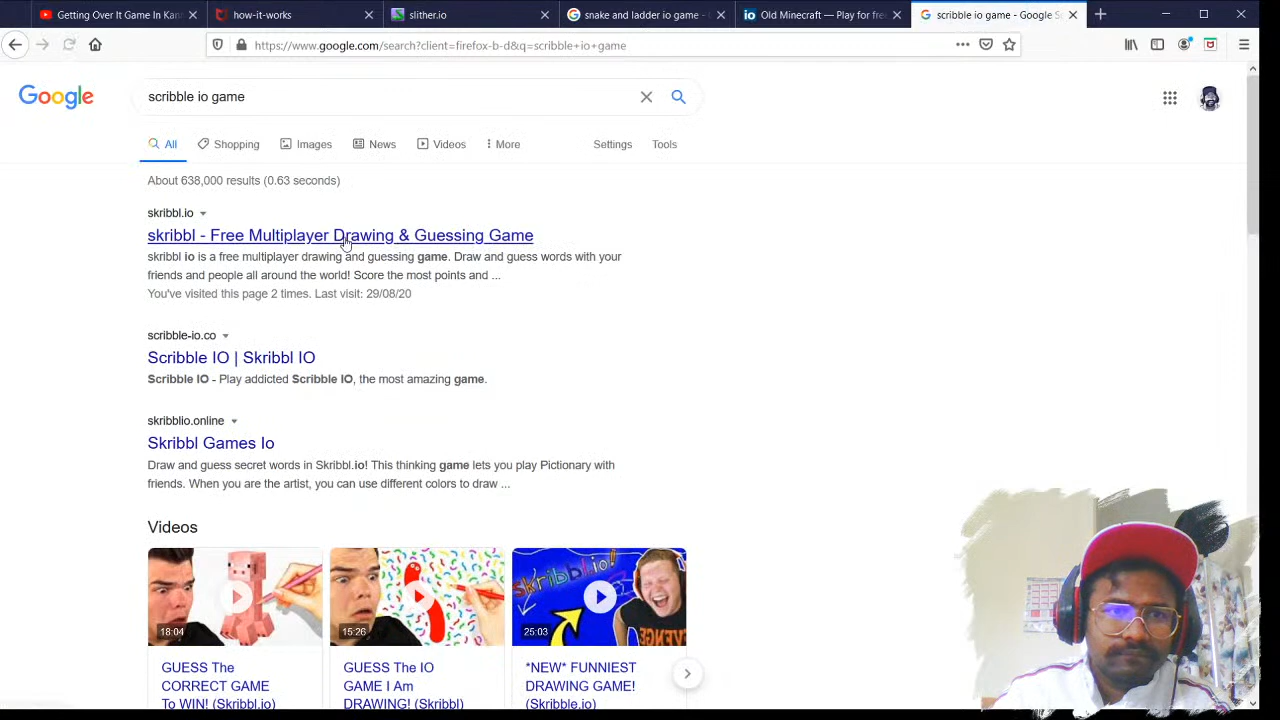 Getting Over It Game In Kann
how-it-works
slither.io
snake and ladder io game -
Old Minecraft — Play for free
scribble io game - Google S
https://www.google.com/search?client=firefox-b-d&q=scribble+io+game
Google
scribble io game
All
Shopping
Images
News
Videos
More
Settings
Tools
About 638,000 results (0.63 seconds)
skribbl.io
skribbl - Free Multiplayer Drawing & Guessing Game
skribbl io is a free multiplayer drawing and guessing game. Draw and guess words with your
friends and people all around the world! Score the most points and ...
You've visited this page 2 times. Last visit: 29/08/20
scribble-io.co
Scribble IO | Skribbl IO
Scribble IO - Play addicted Scribble IO, the most amazing game.
skribblio.online
Skribbl Games Io
Draw and guess secret words in Skribbl.io! This thinking game lets you play Pictionary with
friends. When you are the artist, you can use different colors to draw ...
Videos
18:04
15:26
Skribbl.io!
REVENGE
25:03
GUESS The
CORRECT GAME
To WIN! (Skribl.io)
GUESS The IO
GAME I Am
DRAWING! (Skribbl)
*NEW* FUNNIEST
DRAWING GAME!
(Skribble.io)